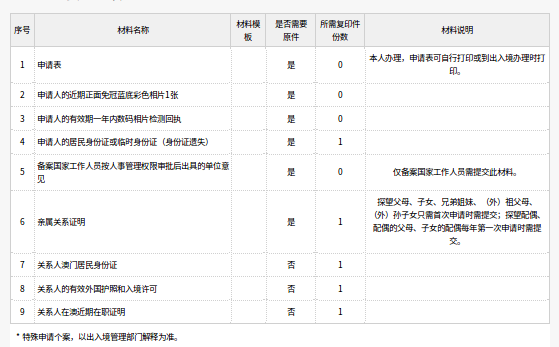 序号 材料名称 材料模板 是否需要原件 所需复印件份数 材料说明
1 申请表 是 0 本人办理，申请表可自行打印或到出入境办理时打印。
2 申请人的近期正面免冠蓝底彩色相片1张 是 0
3 申请人的有效期一年内数码相片检测回执 是 0
4 申请人的居民身份证或临时身份证（身份证遗失） 是 1
5 备案国家工作人员按人事管理权限审批后出具的单位意见 是 0 仅备案国家工作人员需提交此材料。
6 亲属关系证明 是 1 探望父母、子女、兄弟姐妹、（外）祖父母、（外）孙子女只需首次申请时需提交；探望配偶、配偶的父母、子女的配偶每年第一次申请时需提交。
7 关系人澳门居民身份证 否 1
8 关系人的有效外国护照和入境许可 否 1
9 关系人在澳近期在职证明 否 1
* 特殊申请个案，以出入境管理部门解释为准。